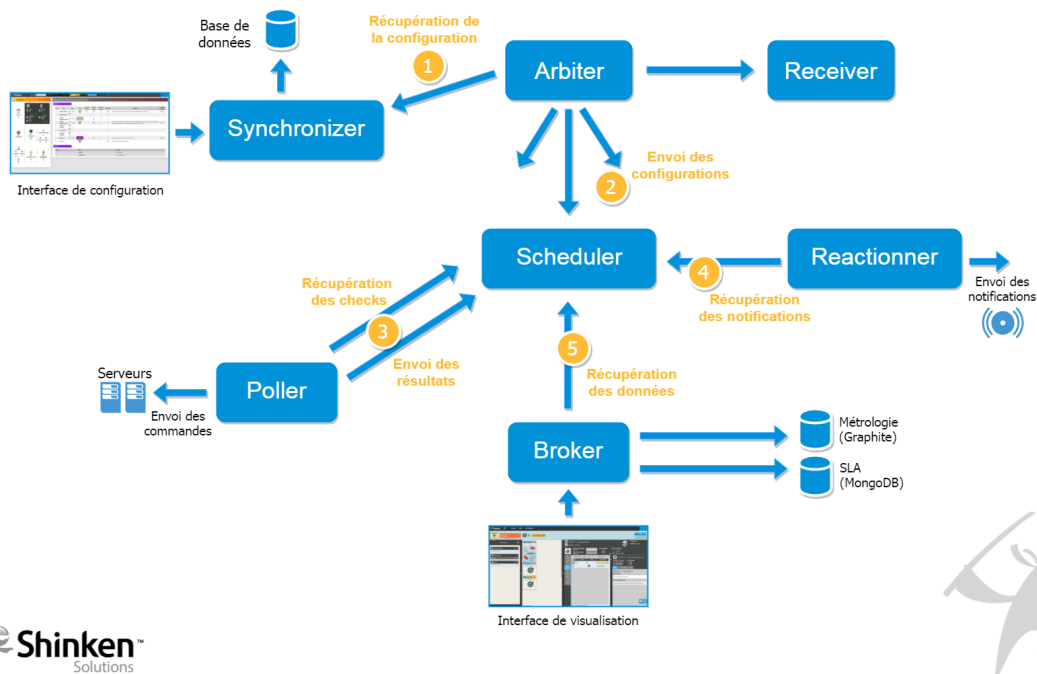 Base de
données
Récupération de
la configuration
1
Arbiter
Receiver
Synchronizer
Interface de configuration
Envoi des
configurations
2
Scheduler
Reactionner
4
Récupération
des notifications
Envoi des
notifications
Récupération
des checks
3
Envoi des
résultats
5
Récupération
des données
Serveurs
Envoi des
commandes
Poller
Broker
Métrologie
(Graphite)
SLA
(MongoDB)
Interface de visualisation
Shinken™
Solutions